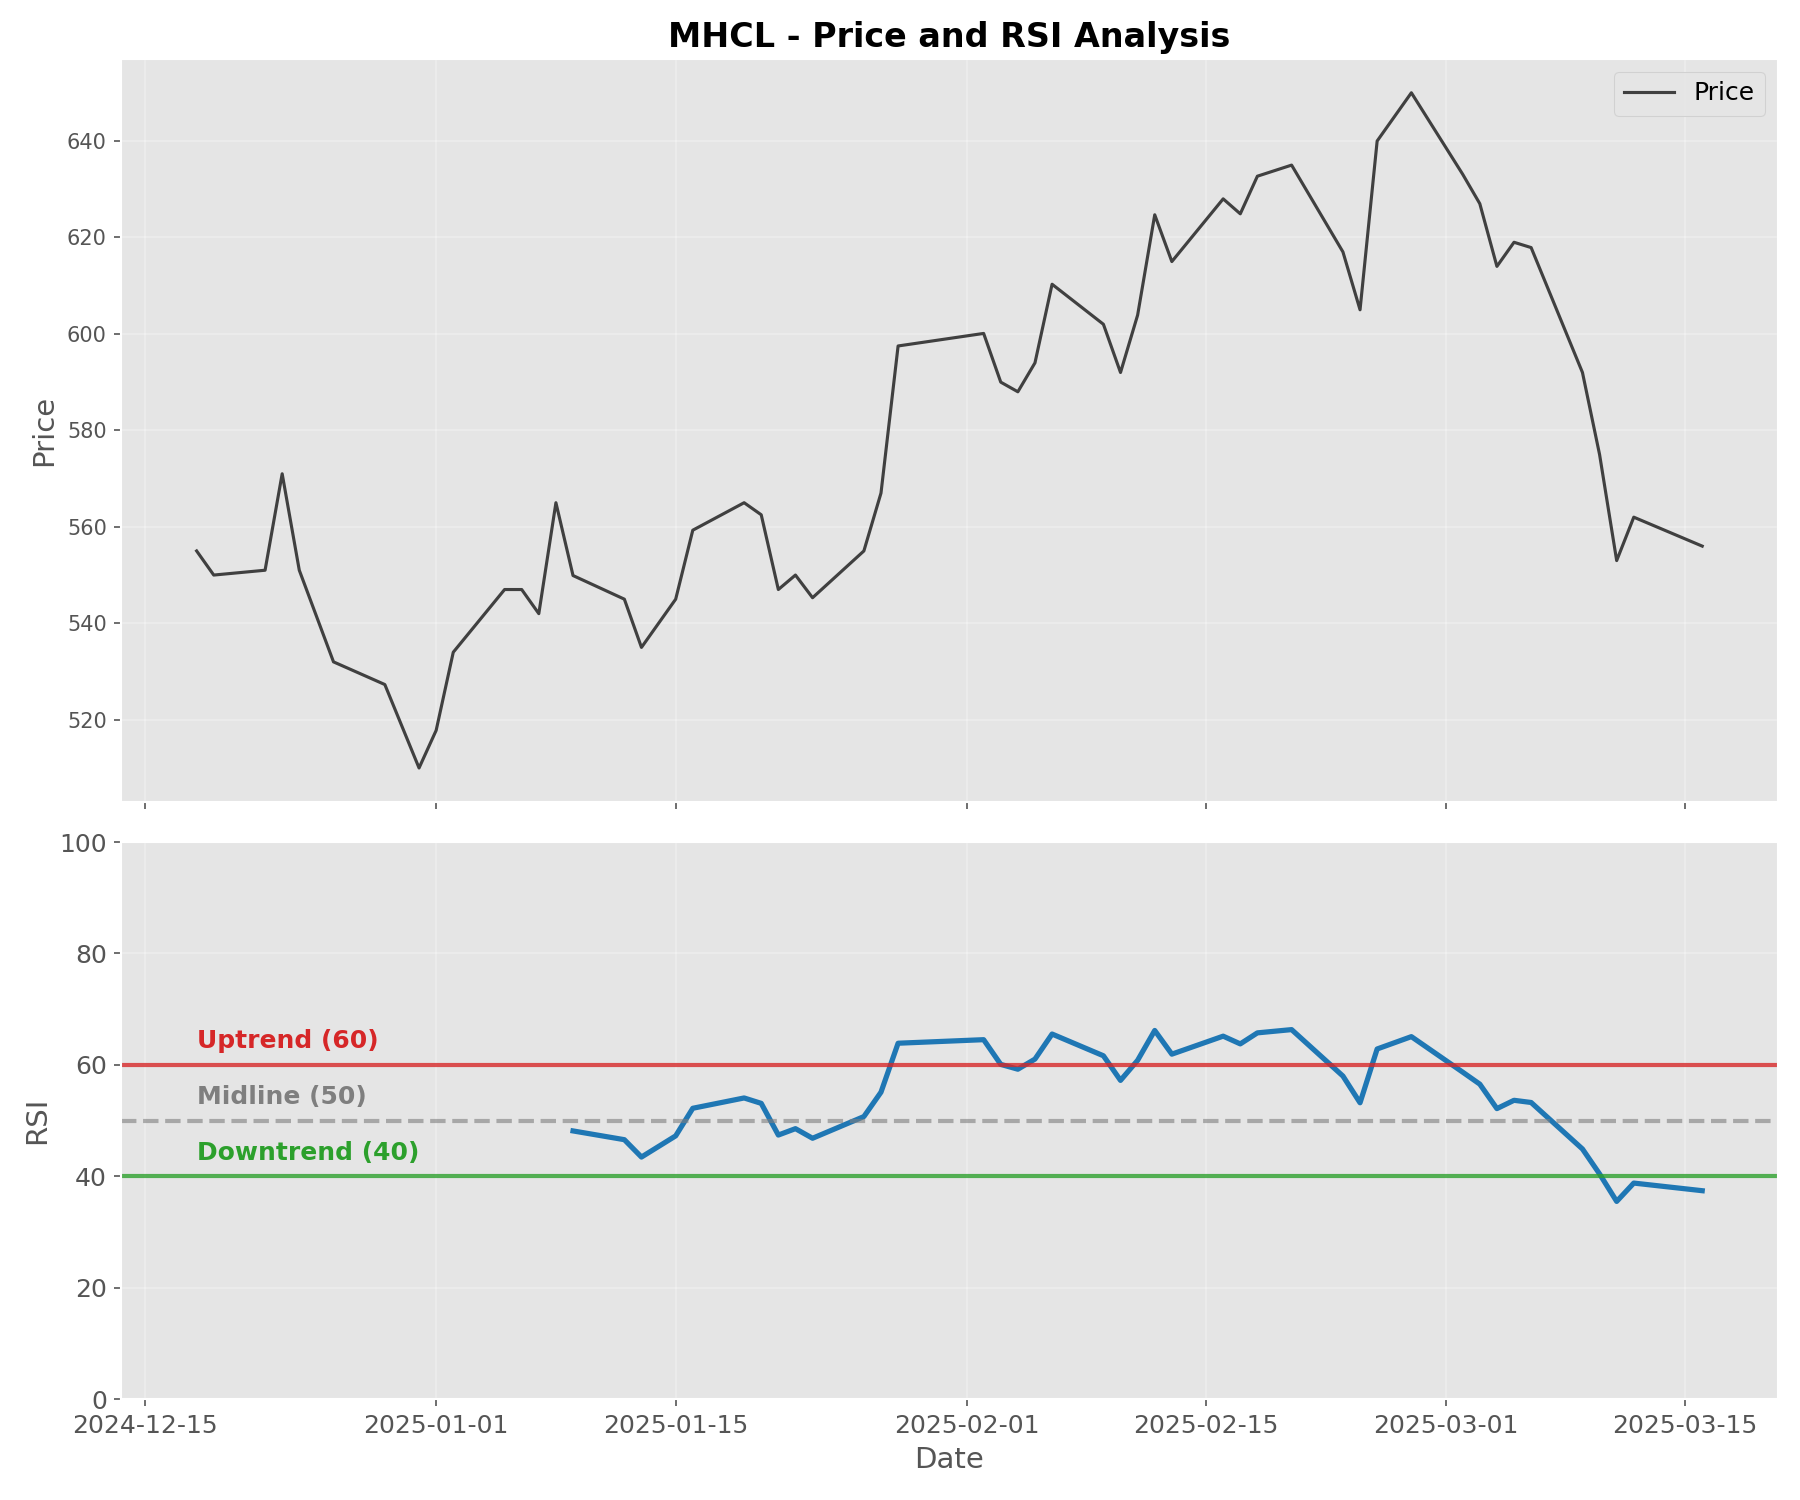 MHCL - Price and RSI Analysis
Price
640
620
600
580
560
540
520
Price
100
80
60
40
20
0
Uptrend (60)
Midline (50)
Downtrend (40)
RSI
2024-12-15
2025-01-01
2025-01-15
2025-02-01
2025-02-15
2025-03-01
2025-03-15
Date